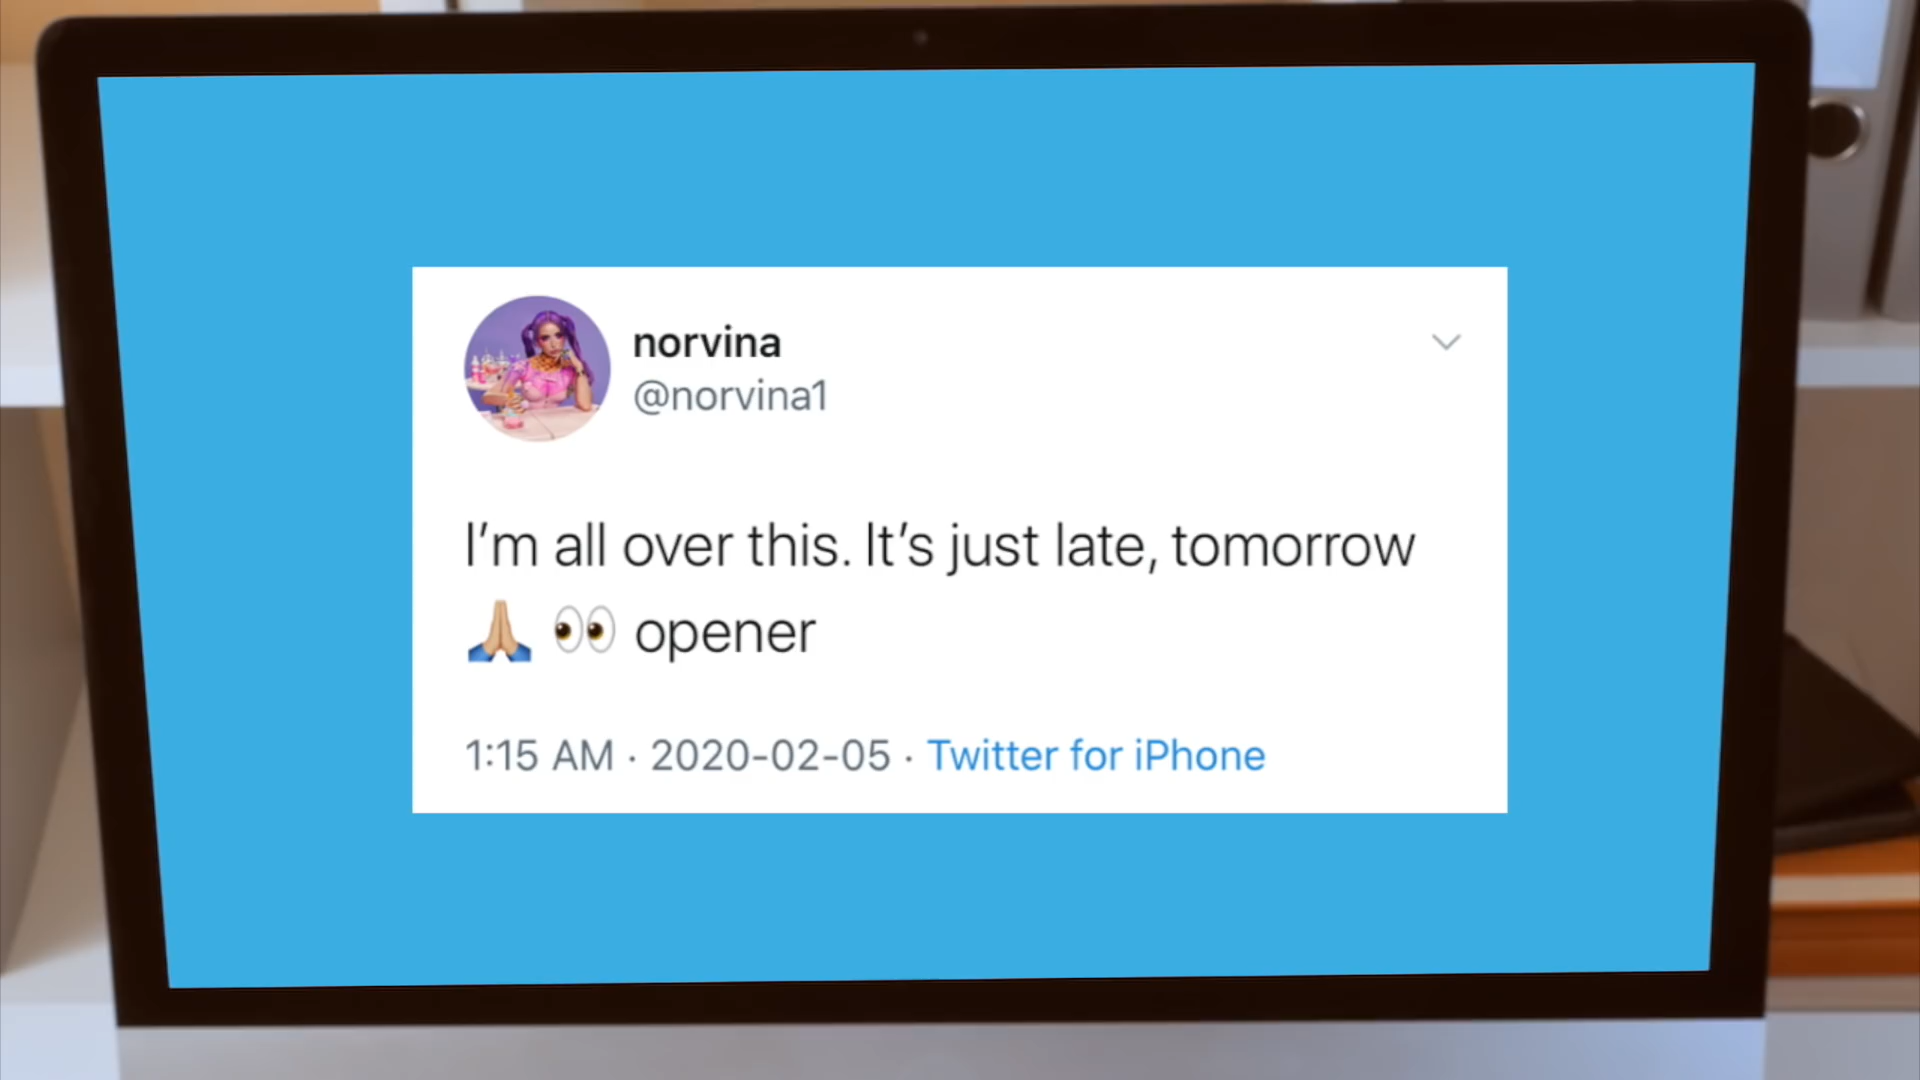 norvina
@norvina1
I'm all over this. It's just late, tomorrow
🙏🏼 👀 opener
1:15 AM · 2020-02-05 · Twitter for iPhone